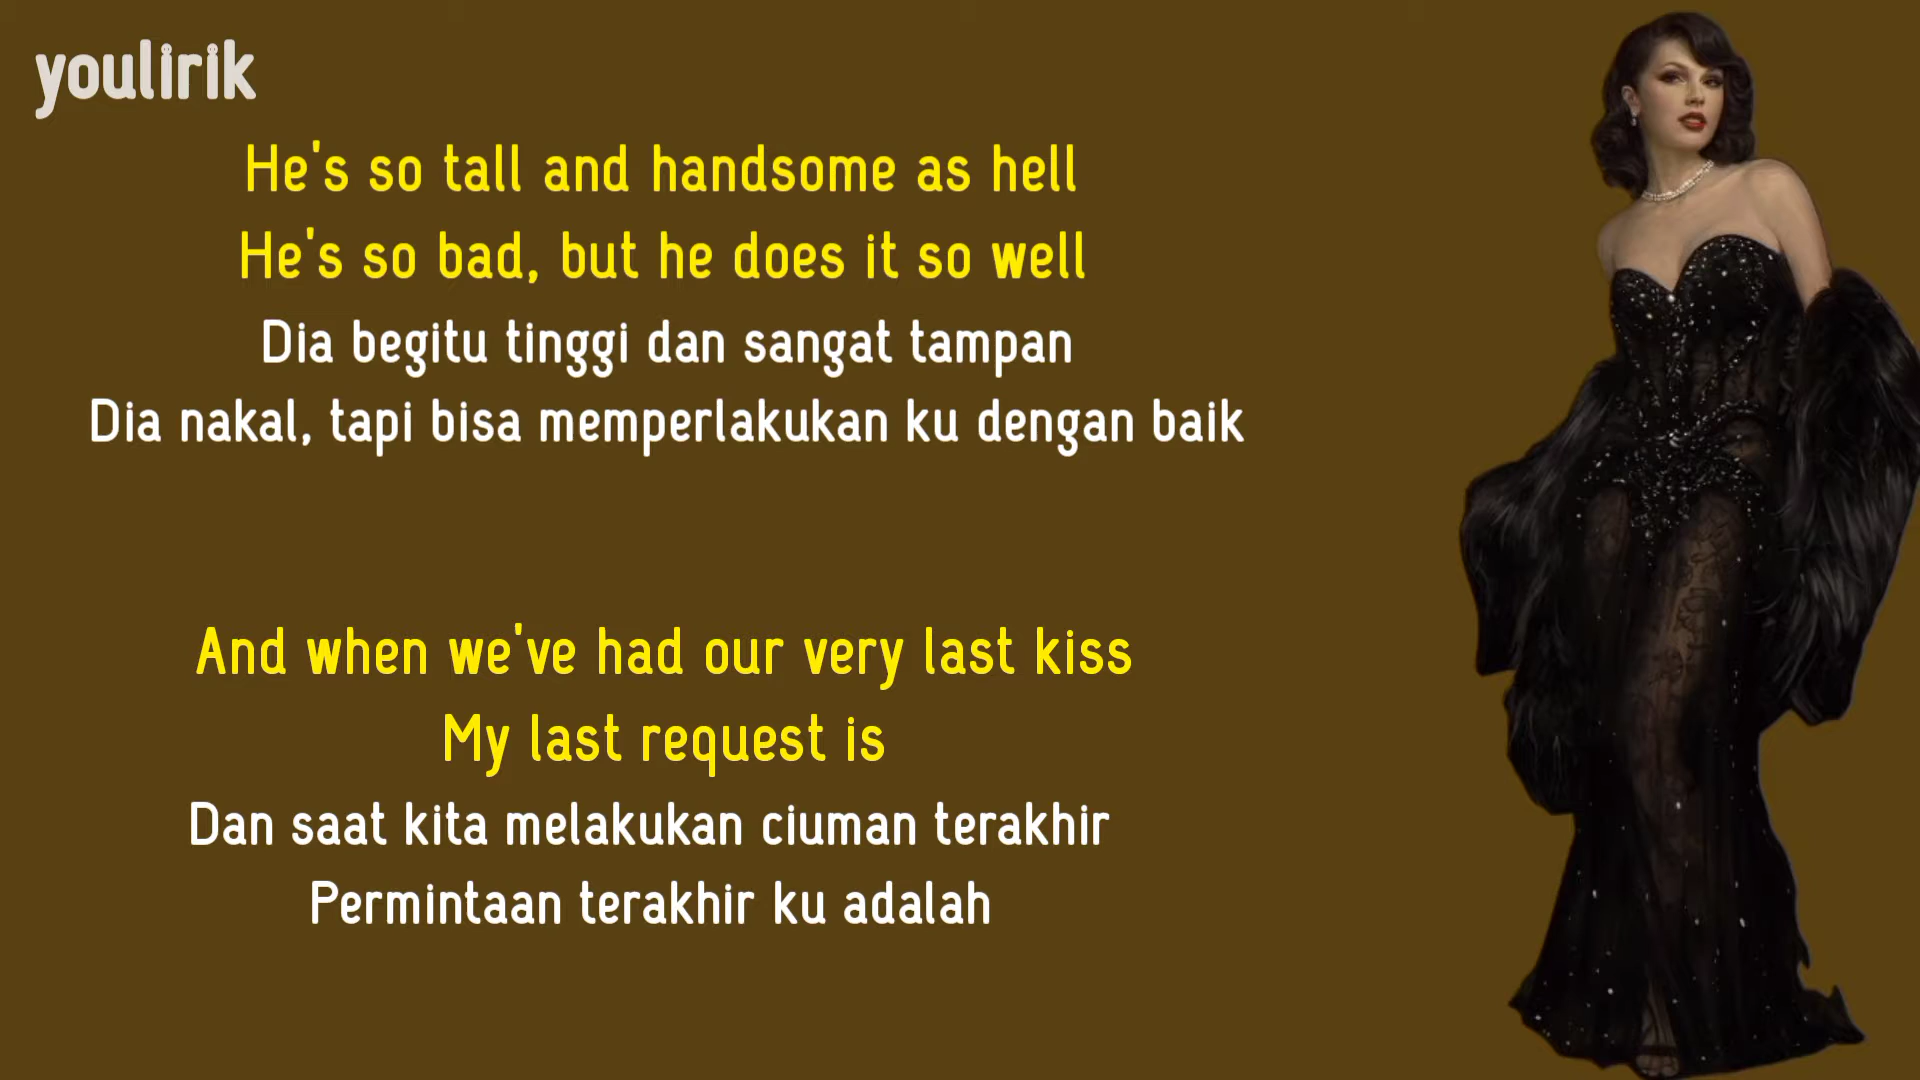 youlirik
He's so tall and handsome as hell
He's so bad, but he does it so well
Dia begitu tinggi dan sangat tampan
Dia nakal, tapi bisa memperlakukan ku dengan baik
And when we've had our very last kiss
My last request is
Dan saat kita melakukan ciuman terakhir
Permintaan terakhir ku adalah